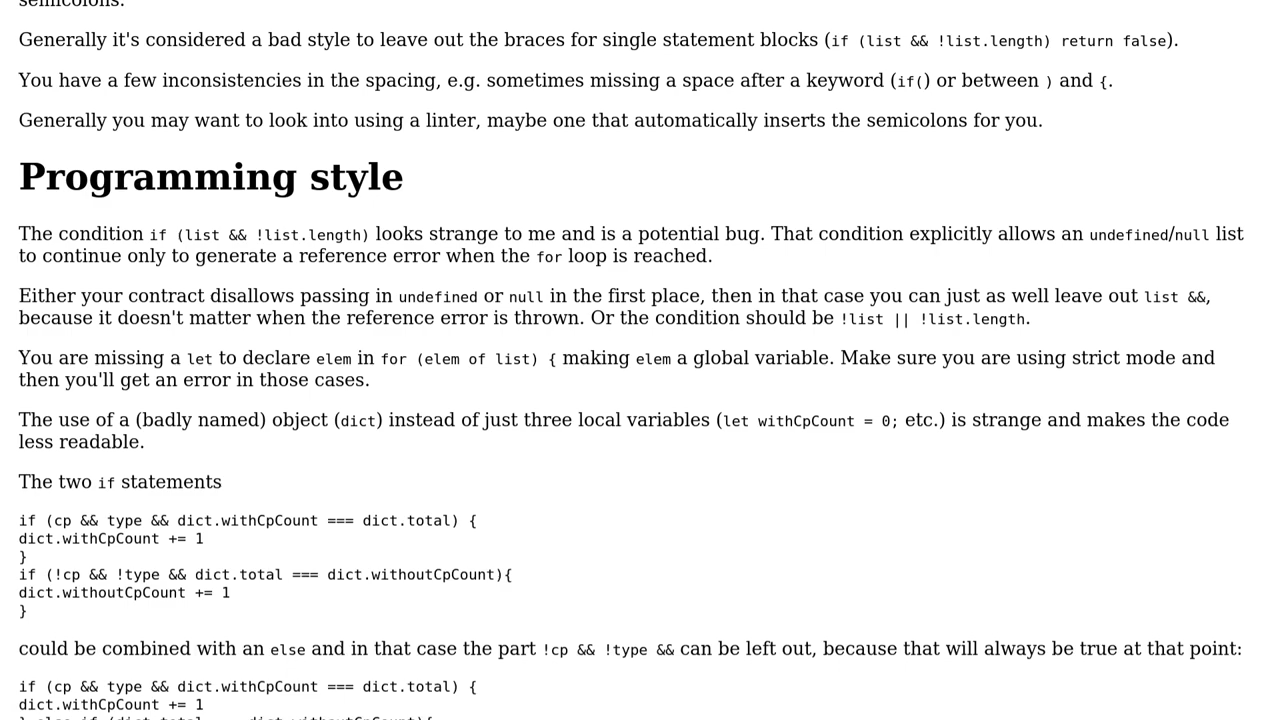 semicolons.
Generally it's considered a bad style to leave out the braces for single statement blocks (if (list && !list.length) return false).
You have a few inconsistencies in the spacing, e.g. sometimes missing a space after a keyword (if() or between ) and {.
Generally you may want to look into using a linter, maybe one that automatically inserts the semicolons for you.
Programming style
The condition if (list && !list.length) looks strange to me and is a potential bug. That condition explicitly allows an undefined/null list
to continue only to generate a reference error when the for loop is reached.
Either your contract disallows passing in undefined or null in the first place, then in that case you can just as well leave out list &&,
because it doesn't matter when the reference error is thrown. Or the condition should be !list || !list.length.
You are missing a let to declare elem in for (elem of list) { making elem a global variable. Make sure you are using strict mode and
then you'll get an error in those cases.
The use of a (badly named) object (dict) instead of just three local variables (let withCpCount = 0; etc.) is strange and makes the code
less readable.
The two if statements
if (cp && type && dict.withCpCount === dict.total) {
dict.withCpCount += 1
}
if (!cp && !type && dict.total === dict.withoutCpCount){
dict.withoutCpCount += 1
}
could be combined with an else and in that case the part !cp && !type && can be left out, because that will always be true at that point:
if (cp && type && dict.withCpCount === dict.total) {
dict.withCpCount += 1
} else if (dict.total === dict.withoutCpCount){